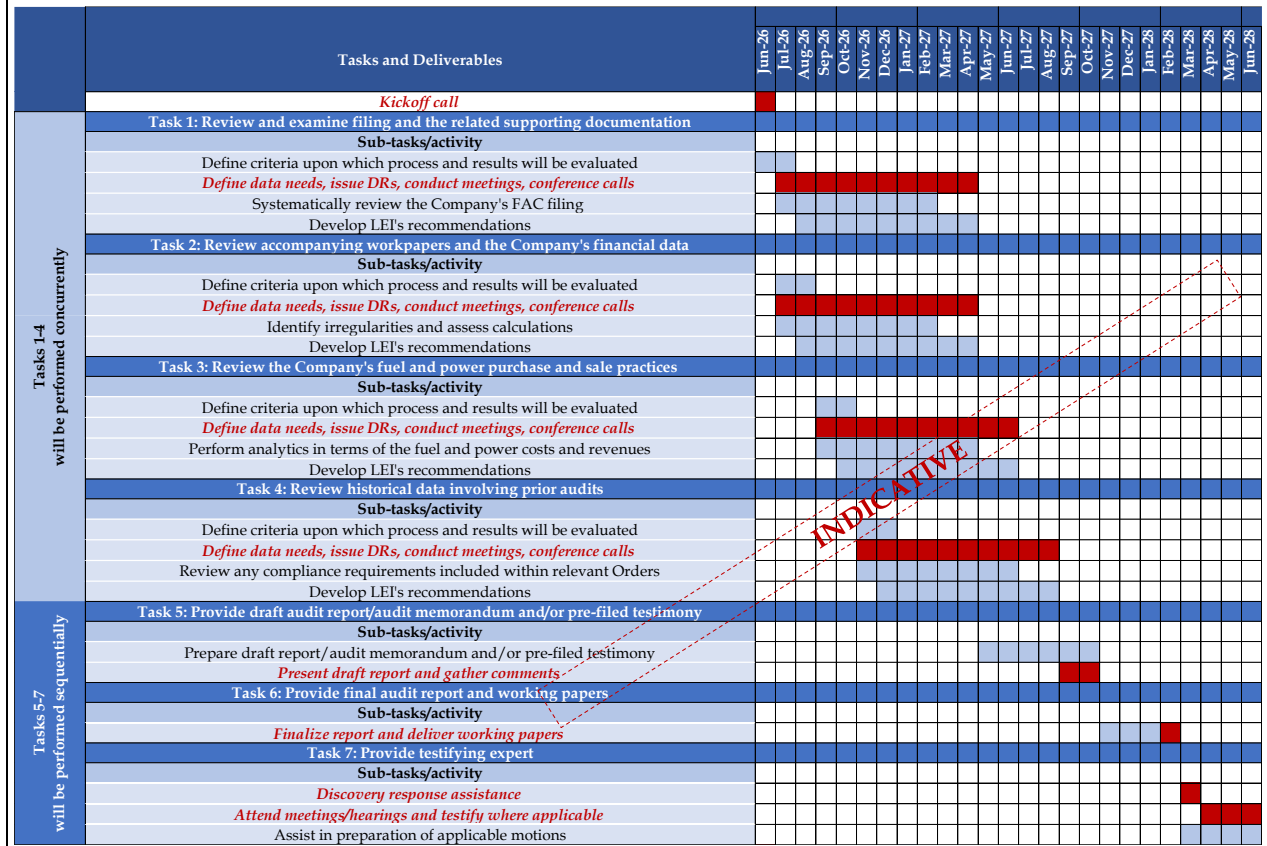 Tasks and Deliverables
Jun-26
Jul-26
Aug-26
Sep-26
Oct-26
Nov-26
Dec-26
Jan-27
Feb-27
Mar-27
Apr-27
May-27
Jun-27
Jul-27
Aug-27
Sep-27
Oct-27
Nov-27
Dec-27
Jan-28
Feb-28
Mar-28
Apr-28
May-28
Jun-28
Kickoff call
Tasks 1-4
will be performed concurrently
Task 1: Review and examine filing and the related supporting documentation
Sub-tasks/activity
Define criteria upon which process and results will be evaluated
Define data needs, issue DRs, conduct meetings, conference calls
Systematically review the Company's FAC filing
Develop LEI's recommendations
Task 2: Review accompanying workpapers and the Company's financial data
Sub-tasks/activity
Define criteria upon which process and results will be evaluated
Define data needs, issue DRs, conduct meetings, conference calls
Identify irregularities and assess calculations
Develop LEI's recommendations
Task 3: Review the Company's fuel and power purchase and sale practices
Sub-tasks/activity
Define criteria upon which process and results will be evaluated
Define data needs, issue DRs, conduct meetings, conference calls
Perform analytics in terms of the fuel and power costs and revenues
Develop LEI's recommendations
Task 4: Review historical data involving prior audits
Sub-tasks/activity
Define criteria upon which process and results will be evaluated
Define data needs, issue DRs, conduct meetings, conference calls
Review any compliance requirements included within relevant Orders
Develop LEI's recommendations
INDICATIVE
Tasks 5-7
will be performed sequentially
Task 5: Provide draft audit report/audit memorandum and/or pre-filed testimony
Sub-tasks/activity
Prepare draft report/audit memorandum and/or pre-filed testimony
Present draft report and gather comments
Task 6: Provide final audit report and working papers
Sub-tasks/activity
Finalize report and deliver working papers
Task 7: Provide testifying expert
Sub-tasks/activity
Discovery response assistance
Attend meetings/hearings and testify where applicable
Assist in preparation of applicable motions